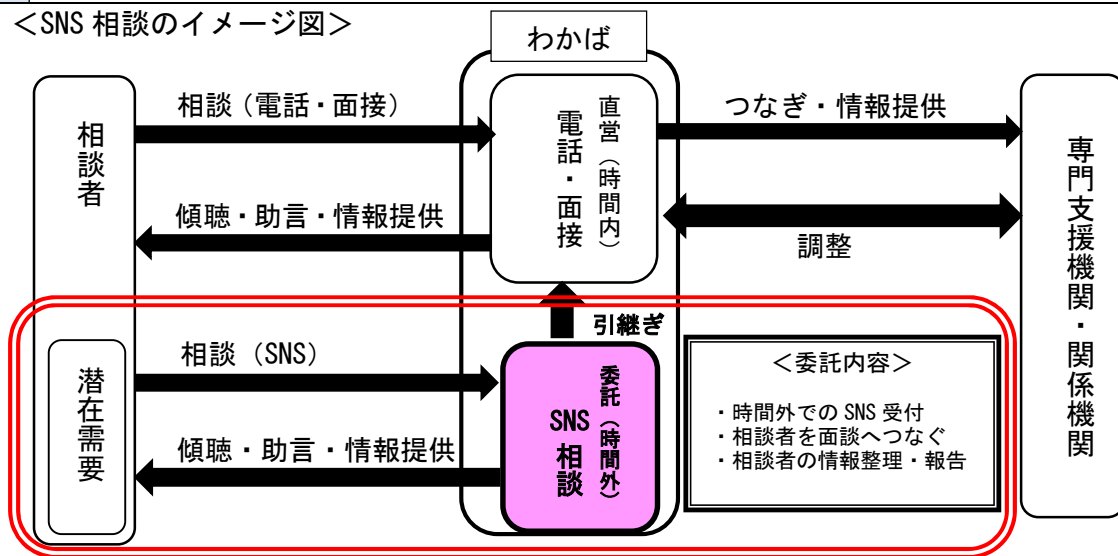 ＜SNS 相談のイメージ図＞
わかば
相談者
相談（電話・面接）
傾聴・助言・情報提供
直営（時間内）
電話・面接
つなぎ・情報提供
調整
専門支援機関・関係機関
引継ぎ
潜在需要
相談（SNS）
傾聴・助言・情報提供
委託（時間外）
SNS
相談
＜委託内容＞
・時間外での SNS 受付
・相談者を面談へつなぐ
・相談者の情報整理・報告